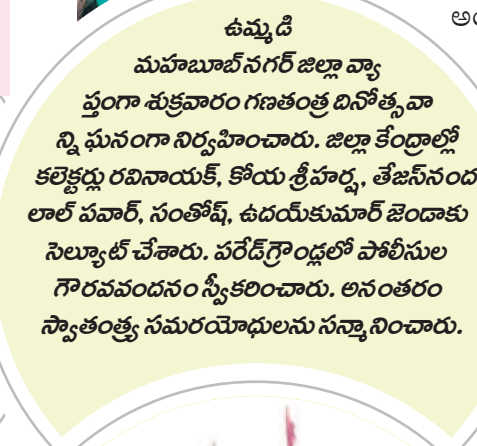 ఉమ్మడి
మహబూబ్‌నగర్ జిల్లా వ్యా
ప్తంగా శుక్రవారం గణతంత్ర దినోత్సవా
న్ని ఘనంగా నిర్వహించారు. జిల్లా కేంద్రాల్లో
కలెక్టర్లు రవినాయక్, కోయ శ్రీహర్ష, తేజస్‌నంద
లాల్ పవార్, సంతోష్, ఉదయ్‌కుమార్ జెండాకు
సెల్యూట్ చేశారు. పరేడ్‌గ్రౌండ్లలో పోలీసుల
గౌరవవందనం స్వీకరించారు. అనంతరం
స్వాతంత్ర్య సమరయోధులను సన్మానించారు.